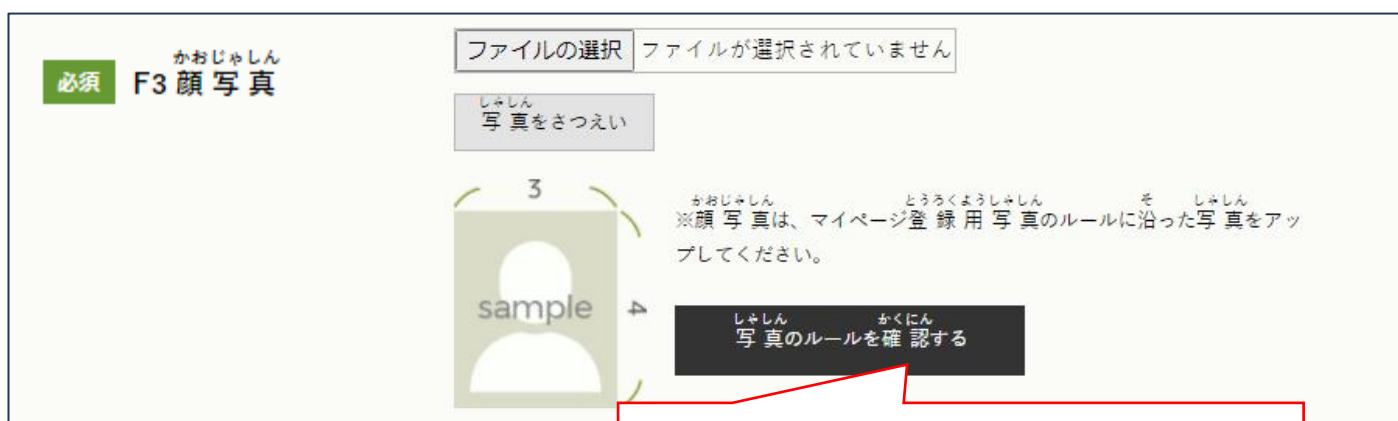 ファイルの選択 ファイルが選択されていません
かおじゃしん
必須 F3 顔写真
しゃしん
写真をさつえい
3
かおじゃしん とうろくようしゃしん そ しゃしん
※顔写真は、マイページ登録用写真のルールに沿った写真をアッ
プしてください。
sample 4
しゃしん かくにん
写真のルールを確認する